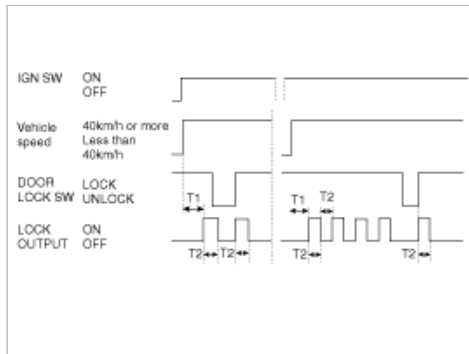 IGN SW ON
OFF
Vehicle speed 40km/h or more
Less than
40km/h
DOOR LOCK SW LOCK
UNLOCK
T1 T1 T2
LOCK OUTPUT ON
OFF
T2 T2 T2 T2